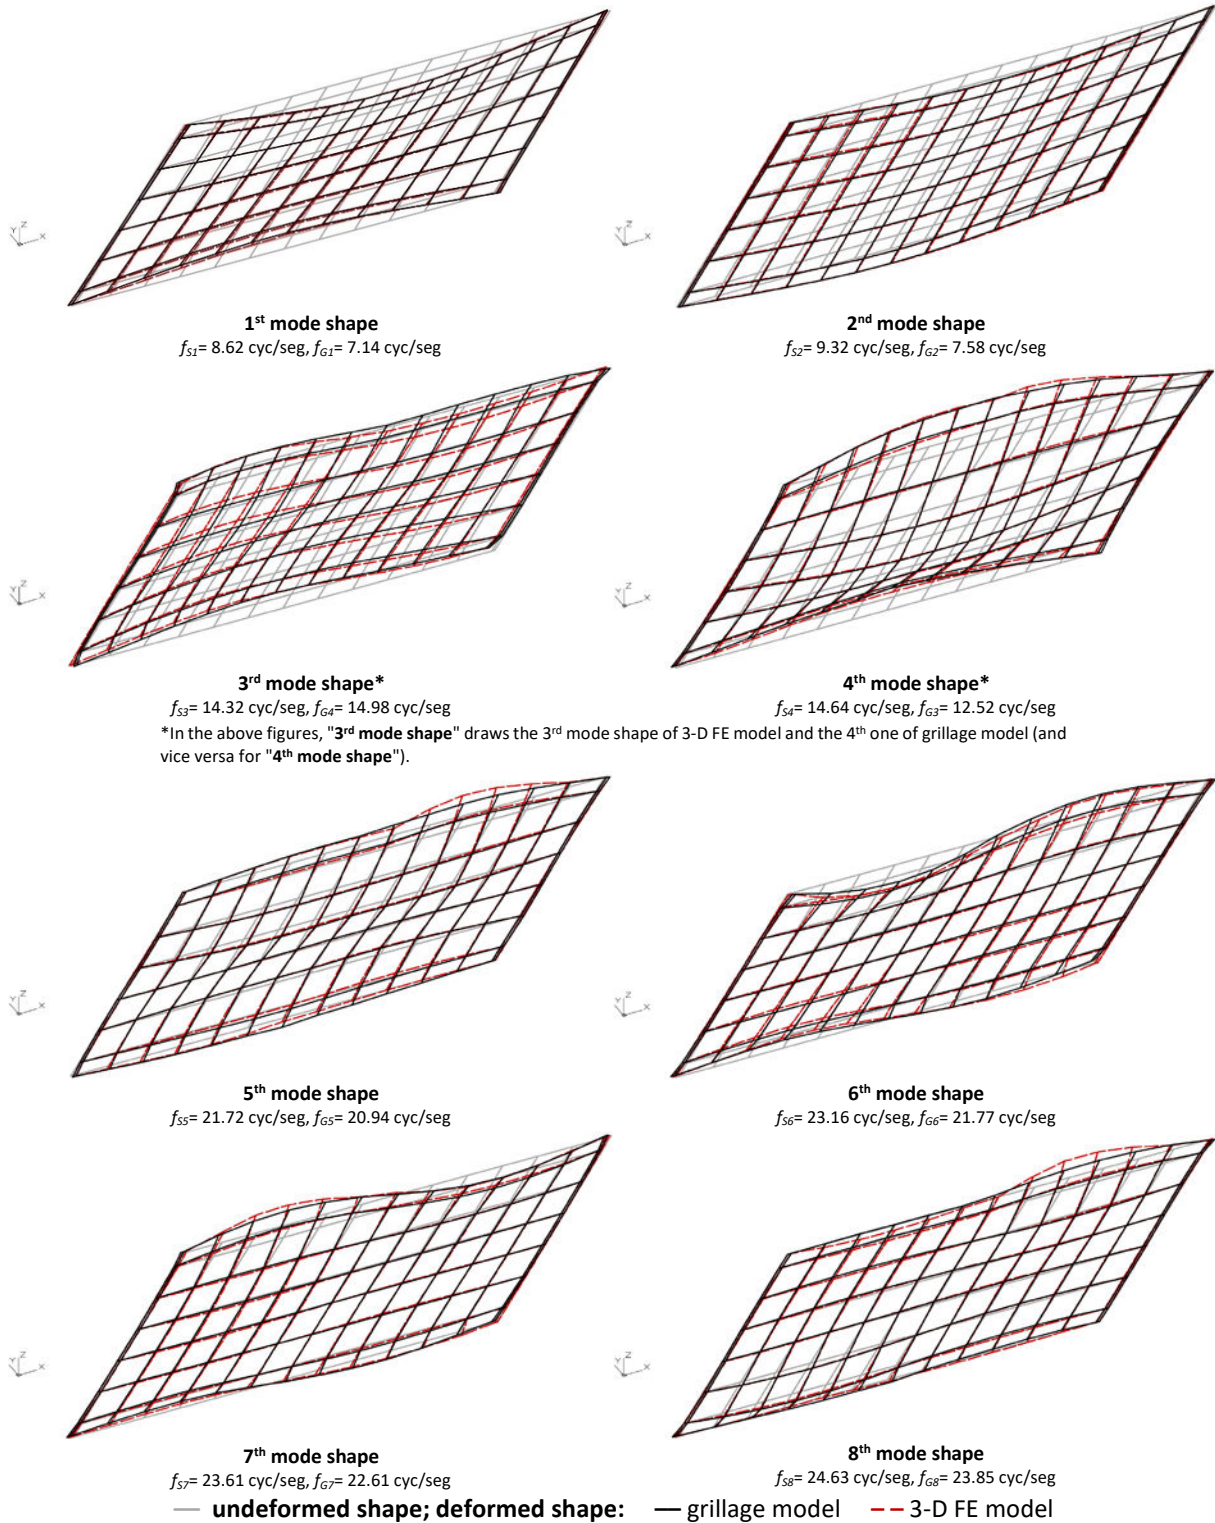 Y Z X
Y Z X
1st mode shape
fS1= 8.62 cyc/seg, fG1= 7.14 cyc/seg
2nd mode shape
fS2= 9.32 cyc/seg, fG2= 7.58 cyc/seg
Y Z X
Y Z X
3rd mode shape*
fS3= 14.32 cyc/seg, fG4= 14.98 cyc/seg
4th mode shape*
fS4= 14.64 cyc/seg, fG3= 12.52 cyc/seg
*In the above figures, "3rd mode shape" draws the 3rd mode shape of 3-D FE model and the 4th one of grillage model (and
vice versa for "4th mode shape").
Y Z X
Y Z X
5th mode shape
fS5= 21.72 cyc/seg, fG5= 20.94 cyc/seg
6th mode shape
fS6= 23.16 cyc/seg, fG6= 21.77 cyc/seg
Y Z X
Y Z X
7th mode shape
fS7= 23.61 cyc/seg, fG7= 22.61 cyc/seg
8th mode shape
fS8= 24.63 cyc/seg, fG8= 23.85 cyc/seg
undeformed shape; deformed shape: grillage model 3-D FE model